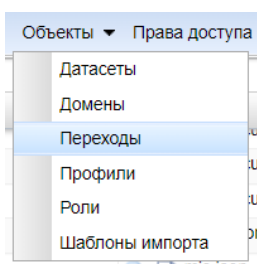 Объекты ▼ Права доступа
Датасеты
Домены
Переходы
Профили
Роли
Шаблоны импорта